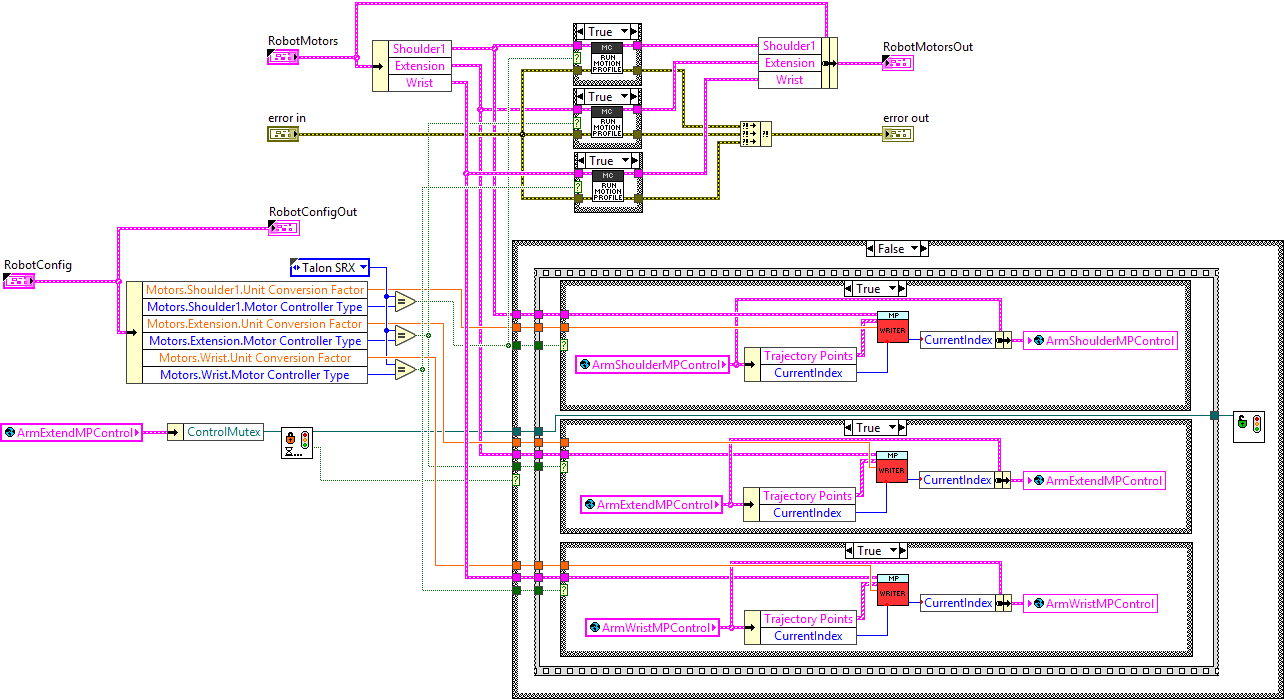 RobotMotors
Shoulder1
Extension
Wrist
True
MC
RUN
MOTION
PROFILE
True
MC
RUN
MOTION
PROFILE
True
MC
RUN
MOTION
PROFILE
Shoulder1
Extension
Wrist
RobotMotorsOut
error in
error out
RobotConfigOut
RobotConfig
Talon SRX
Motors.Shoulder1.Unit Conversion Factor
Motors.Shoulder1.Motor Controller Type
Motors.Extension.Unit Conversion Factor
Motors.Extension.Motor Controller Type
Motors.Wrist.Unit Conversion Factor
Motors.Wrist.Motor Controller Type
ArmExtendMPControl
ControlMutex
False
True
MP
WRITER
ArmShoulderMPControl
Trajectory Points
CurrentIndex
CurrentIndex
ArmShoulderMPControl
True
MP
WRITER
ArmExtendMPControl
Trajectory Points
CurrentIndex
CurrentIndex
ArmExtendMPControl
True
MP
WRITER
ArmWristMPControl
Trajectory Points
CurrentIndex
CurrentIndex
ArmWristMPControl